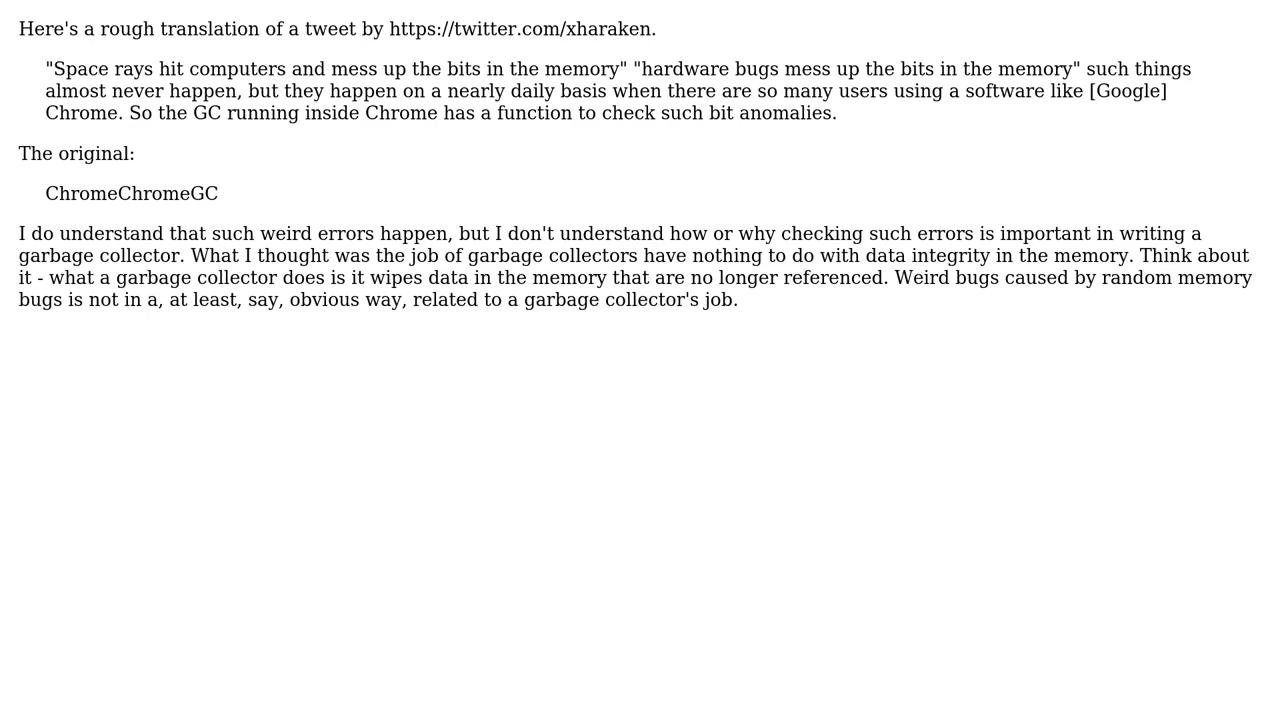 Here's a rough translation of a tweet by https://twitter.com/xharaken.
"Space rays hit computers and mess up the bits in the memory" "hardware bugs mess up the bits in the memory" such things
almost never happen, but they happen on a nearly daily basis when there are so many users using a software like [Google]
Chrome. So the GC running inside Chrome has a function to check such bit anomalies.
The original:
ChromeChromeGC
I do understand that such weird errors happen, but I don't understand how or why checking such errors is important in writing a
garbage collector. What I thought was the job of garbage collectors have nothing to do with data integrity in the memory. Think about
it - what a garbage collector does is it wipes data in the memory that are no longer referenced. Weird bugs caused by random memory
bugs is not in a, at least, say, obvious way, related to a garbage collector's job.